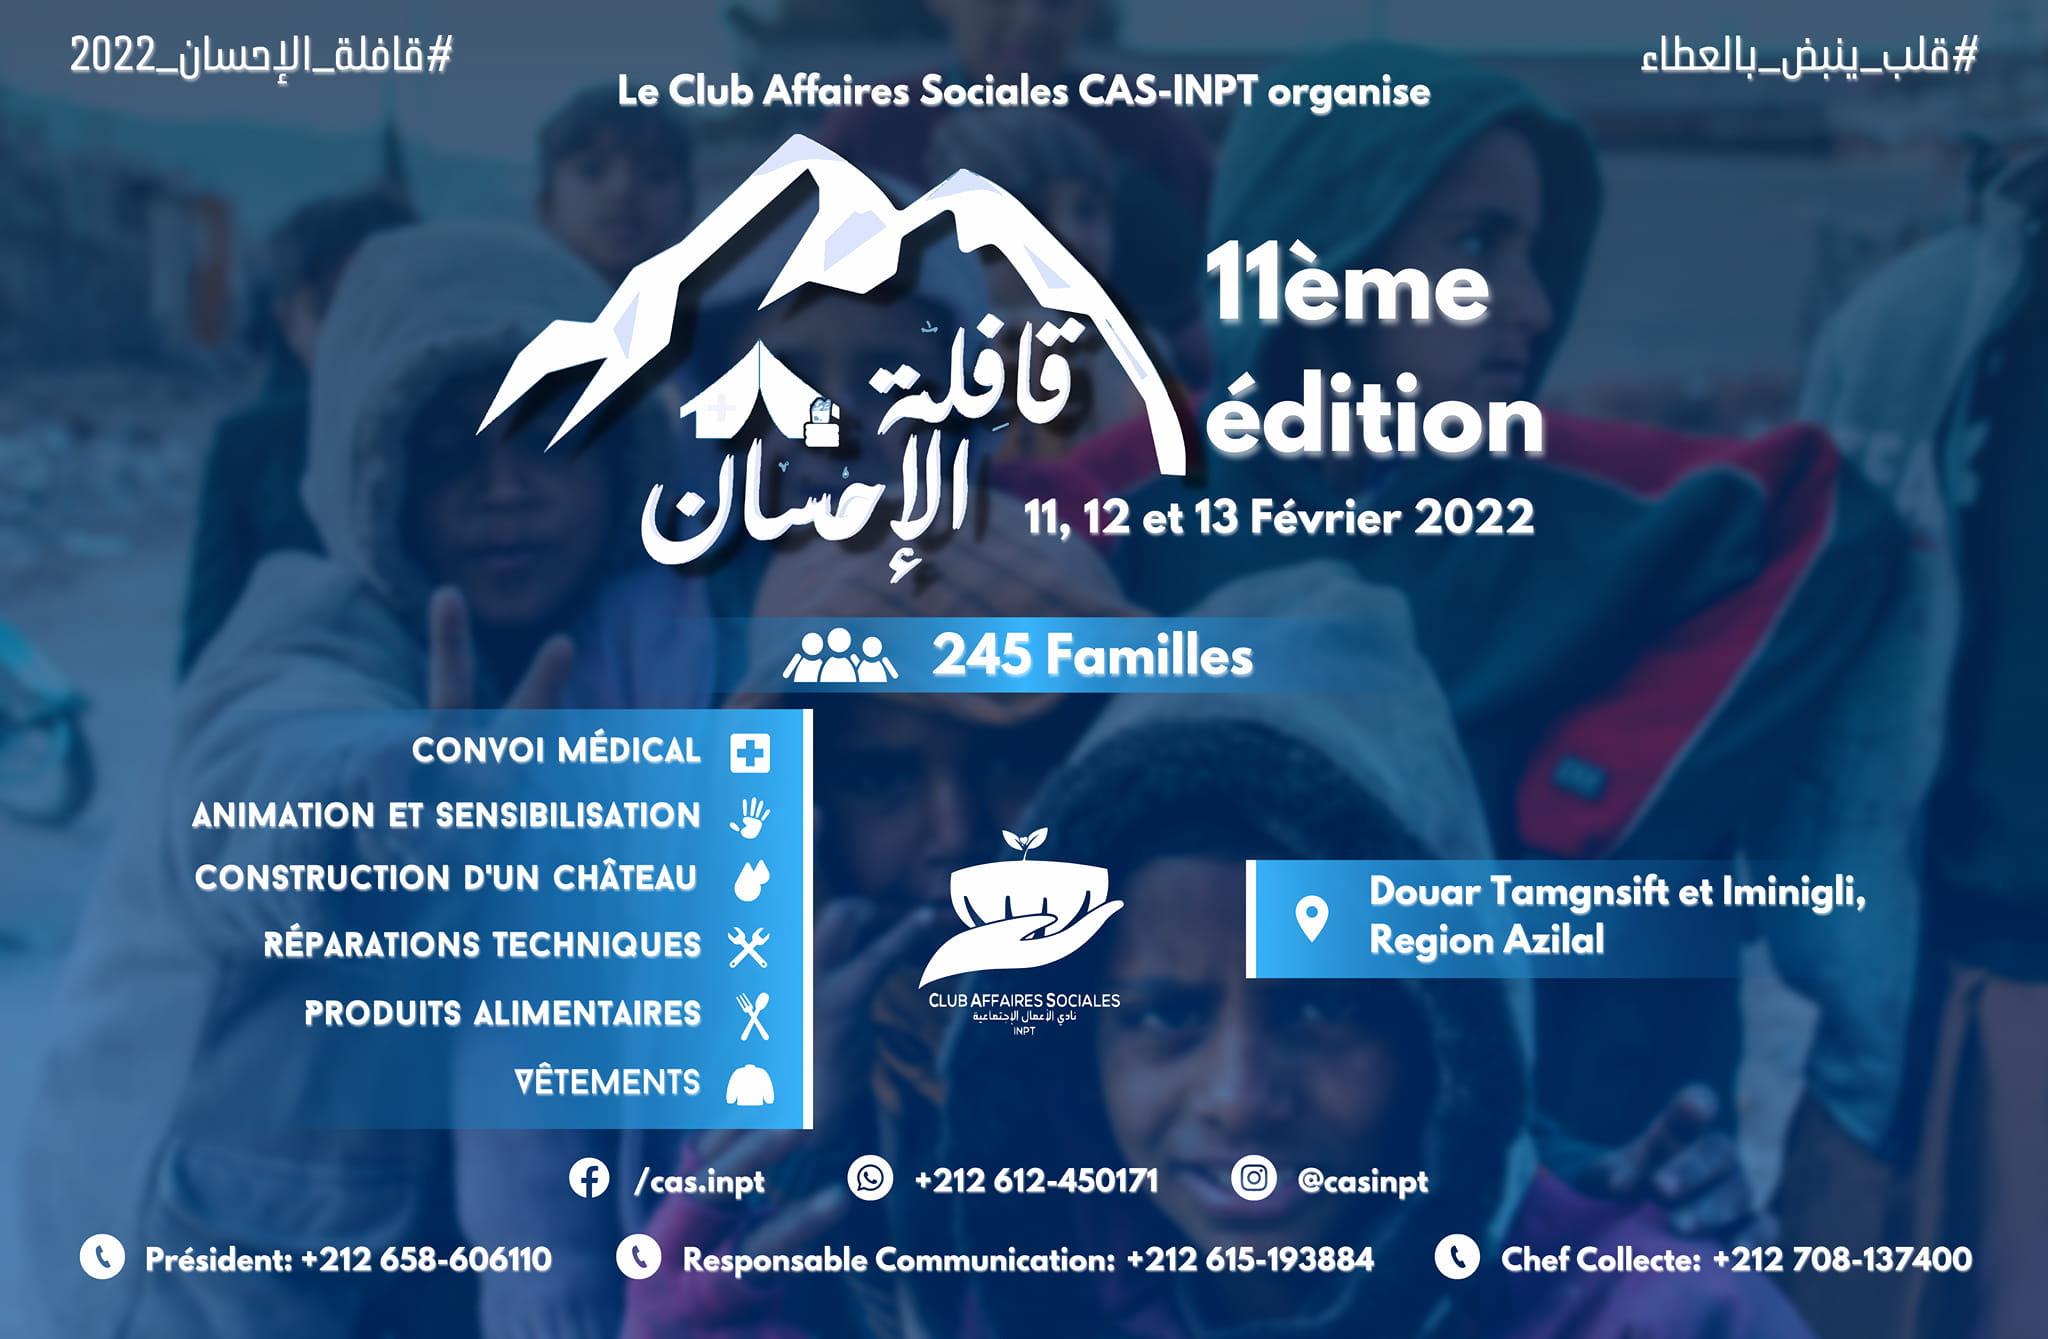 #قافلة_الإحسان_2022
#قلب_ينبض_بالعطاء
Le Club Affaires Sociales CAS-INPT organise
قافِلة
الإحسان
11ème
édition
11, 12 et 13 Février 2022
245 Familles
CONVOI MÉDICAL
ANIMATION ET SENSIBILISATION
CONSTRUCTION D'UN CHÂTEAU
RÉPARATIONS TECHNIQUES
PRODUITS ALIMENTAIRES
VÊTEMENTS
CLUB AFFAIRES SOCIALES
نادي الأعمال الإجتماعية
INPT
Douar Tamgnsift et Iminigli,
Region Azilal
/cas.inpt
+212 612-450171
@casinpt
Président: +212 658-606110
Responsable Communication: +212 615-193884
Chef Collecte: +212 708-137400